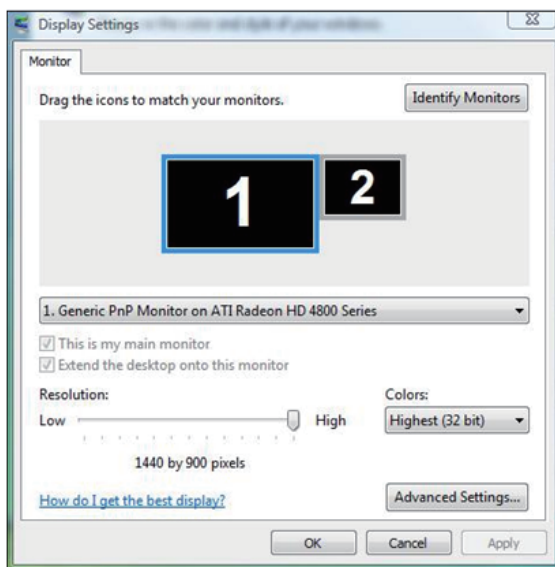 Display Settings
Monitor
Drag the icons to match your monitors.
Identify Monitors
1
2
1. Generic PnP Monitor on ATI Radeon HD 4800 Series
This is my main monitor
Extend the desktop onto this monitor
Resolution:
Colors:
Low
High
Highest (32 bit)
1440 by 900 pixels
How do I get the best display?
Advanced Settings...
OK
Cancel
Apply